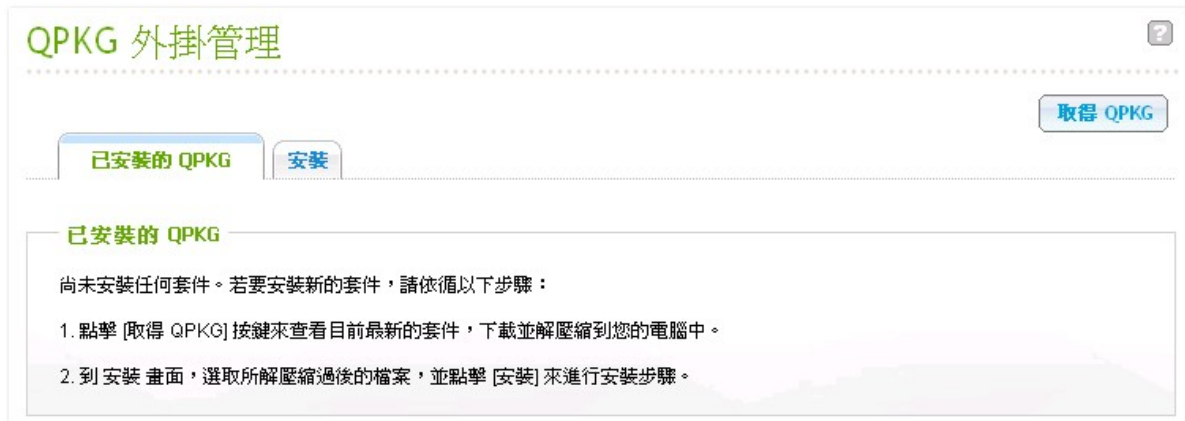 QPKG 外掛管理
?
取得 QPKG
已安裝的 QPKG
安裝
已安裝的 QPKG
尚未安裝任何套件。若要安裝新的套件，請依循以下步驟：
1. 點擊 [取得 QPKG] 按鍵來查看目前最新的套件，下載並解壓縮到您的電腦中。
2. 到 安裝 畫面，選取所解壓縮過後的檔案，並點擊 [安裝] 來進行安裝步驟。